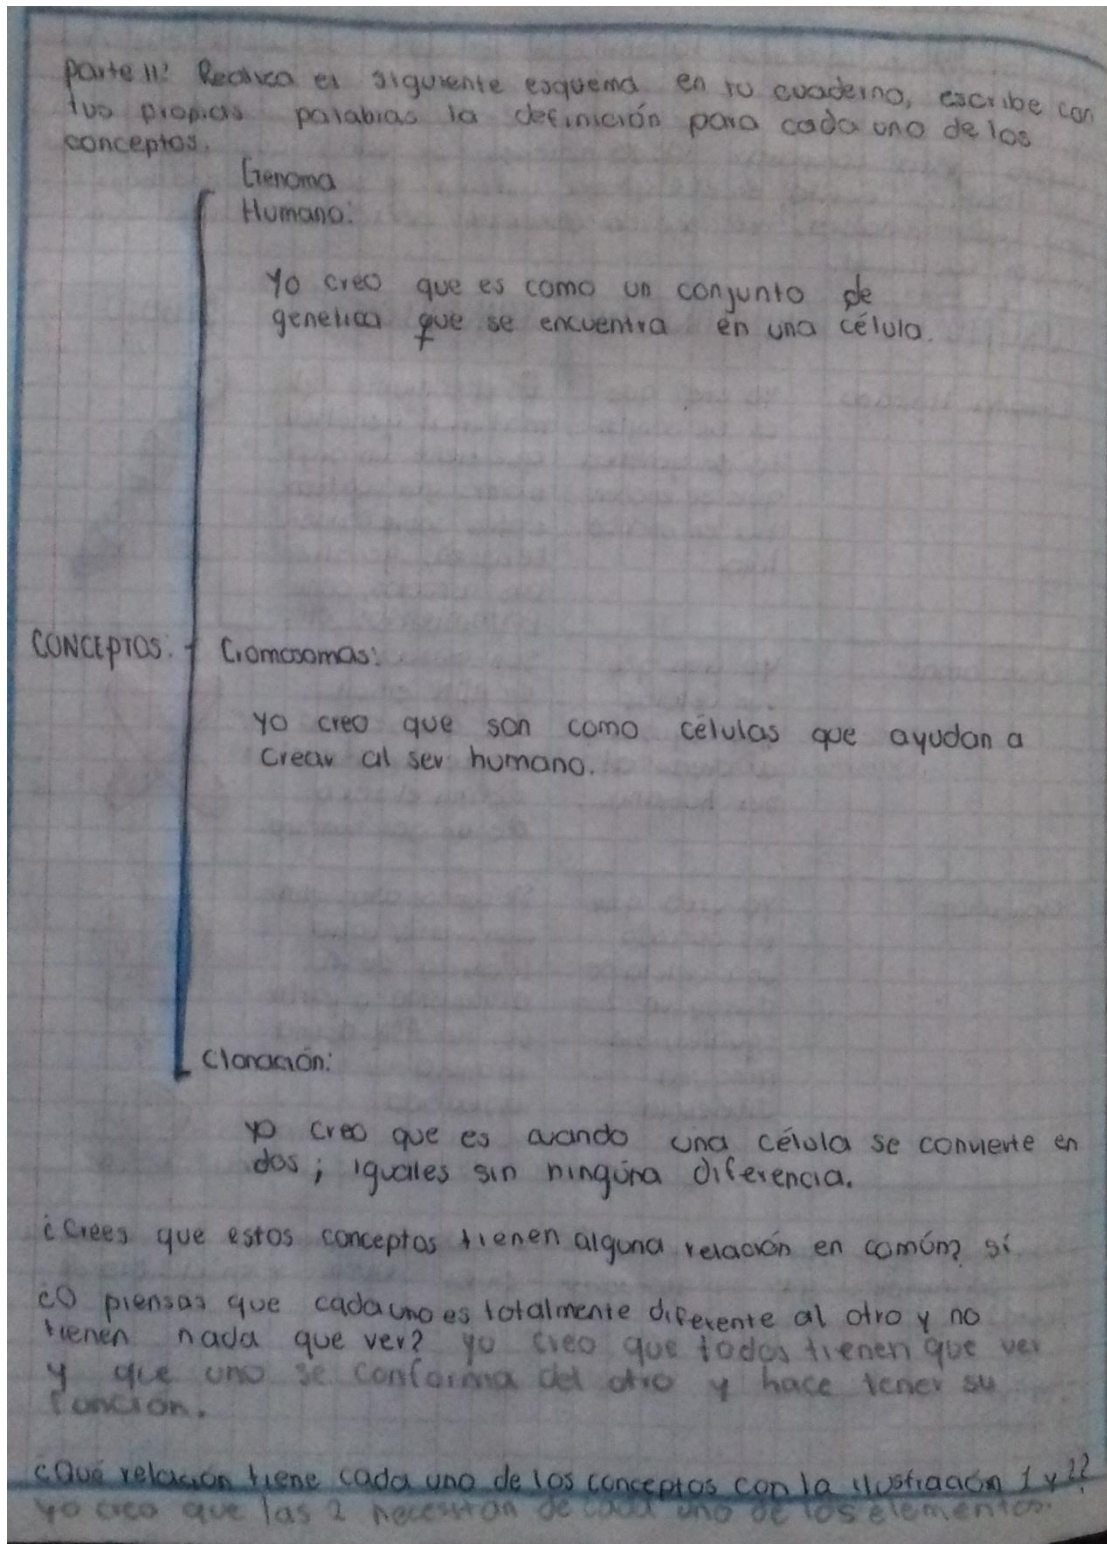 parte II: Realiza el siguiente esquema en tu cuaderno, escribe con
tus propias palabras la definición para cada uno de los
conceptos.
Genoma
Humano:
Yo creo que es como un conjunto de
genetica que se encuentra en una célula.
CONCEPTOS:
Cromosomas:
yo creo que son como células que ayudan a
crear al ser humano.
Clonación:
yo creo que es cuando una célula se convierte en
dos; iguales sin ninguna diferencia.
¿Crees que estos conceptos tienen alguna relación en común? sí
¿O piensas que cada uno es totalmente diferente al otro y no
tienen nada que ver? yo creo que todos tienen que ver
y que uno se conforma del otro y hace tener su
función.
¿Qué relación tiene cada uno de los conceptos con la ilustración 1 y 2?
yo creo que las 2 necesitan de cada uno de los elementos.